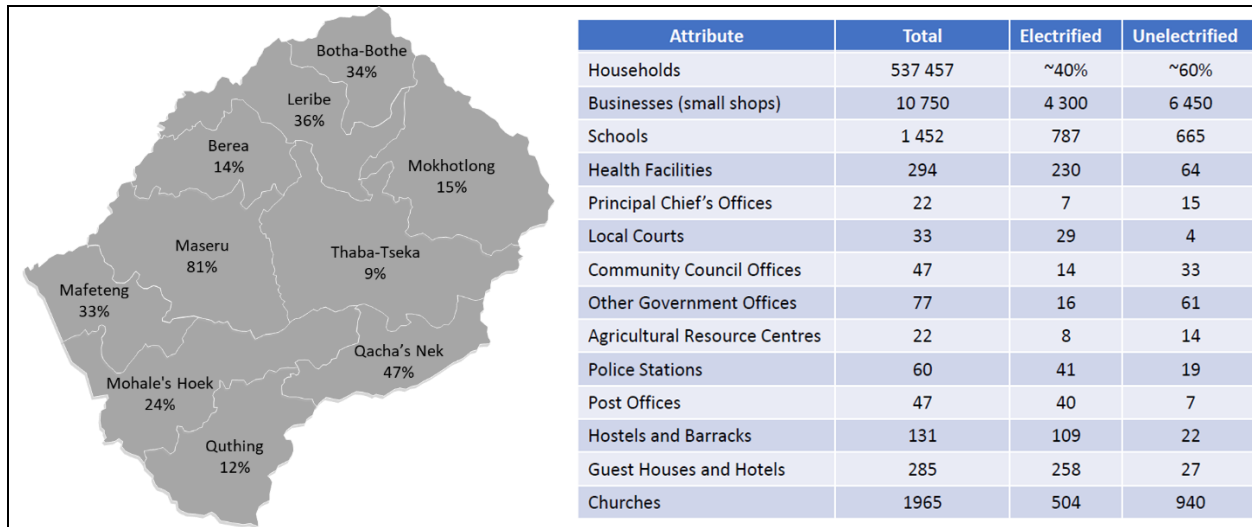 Botha-Bothe
34%
Leribe
36%
Berea
14%
Mokhotlong
15%
Maseru
81%
Thaba-Tseka
9%
Mafeteng
33%
Qacha's Nek
47%
Mohale's Hoek
24%
Quthing
12%
Attribute Total Electrified Unelectrified
Households 537 457 ~40% ~60%
Businesses (small shops) 10 750 4 300 6 450
Schools 1 452 787 665
Health Facilities 294 230 64
Principal Chief's Offices 22 7 15
Local Courts 33 29 4
Community Council Offices 47 14 33
Other Government Offices 77 16 61
Agricultural Resource Centres 22 8 14
Police Stations 60 41 19
Post Offices 47 40 7
Hostels and Barracks 131 109 22
Guest Houses and Hotels 285 258 27
Churches 1965 504 940